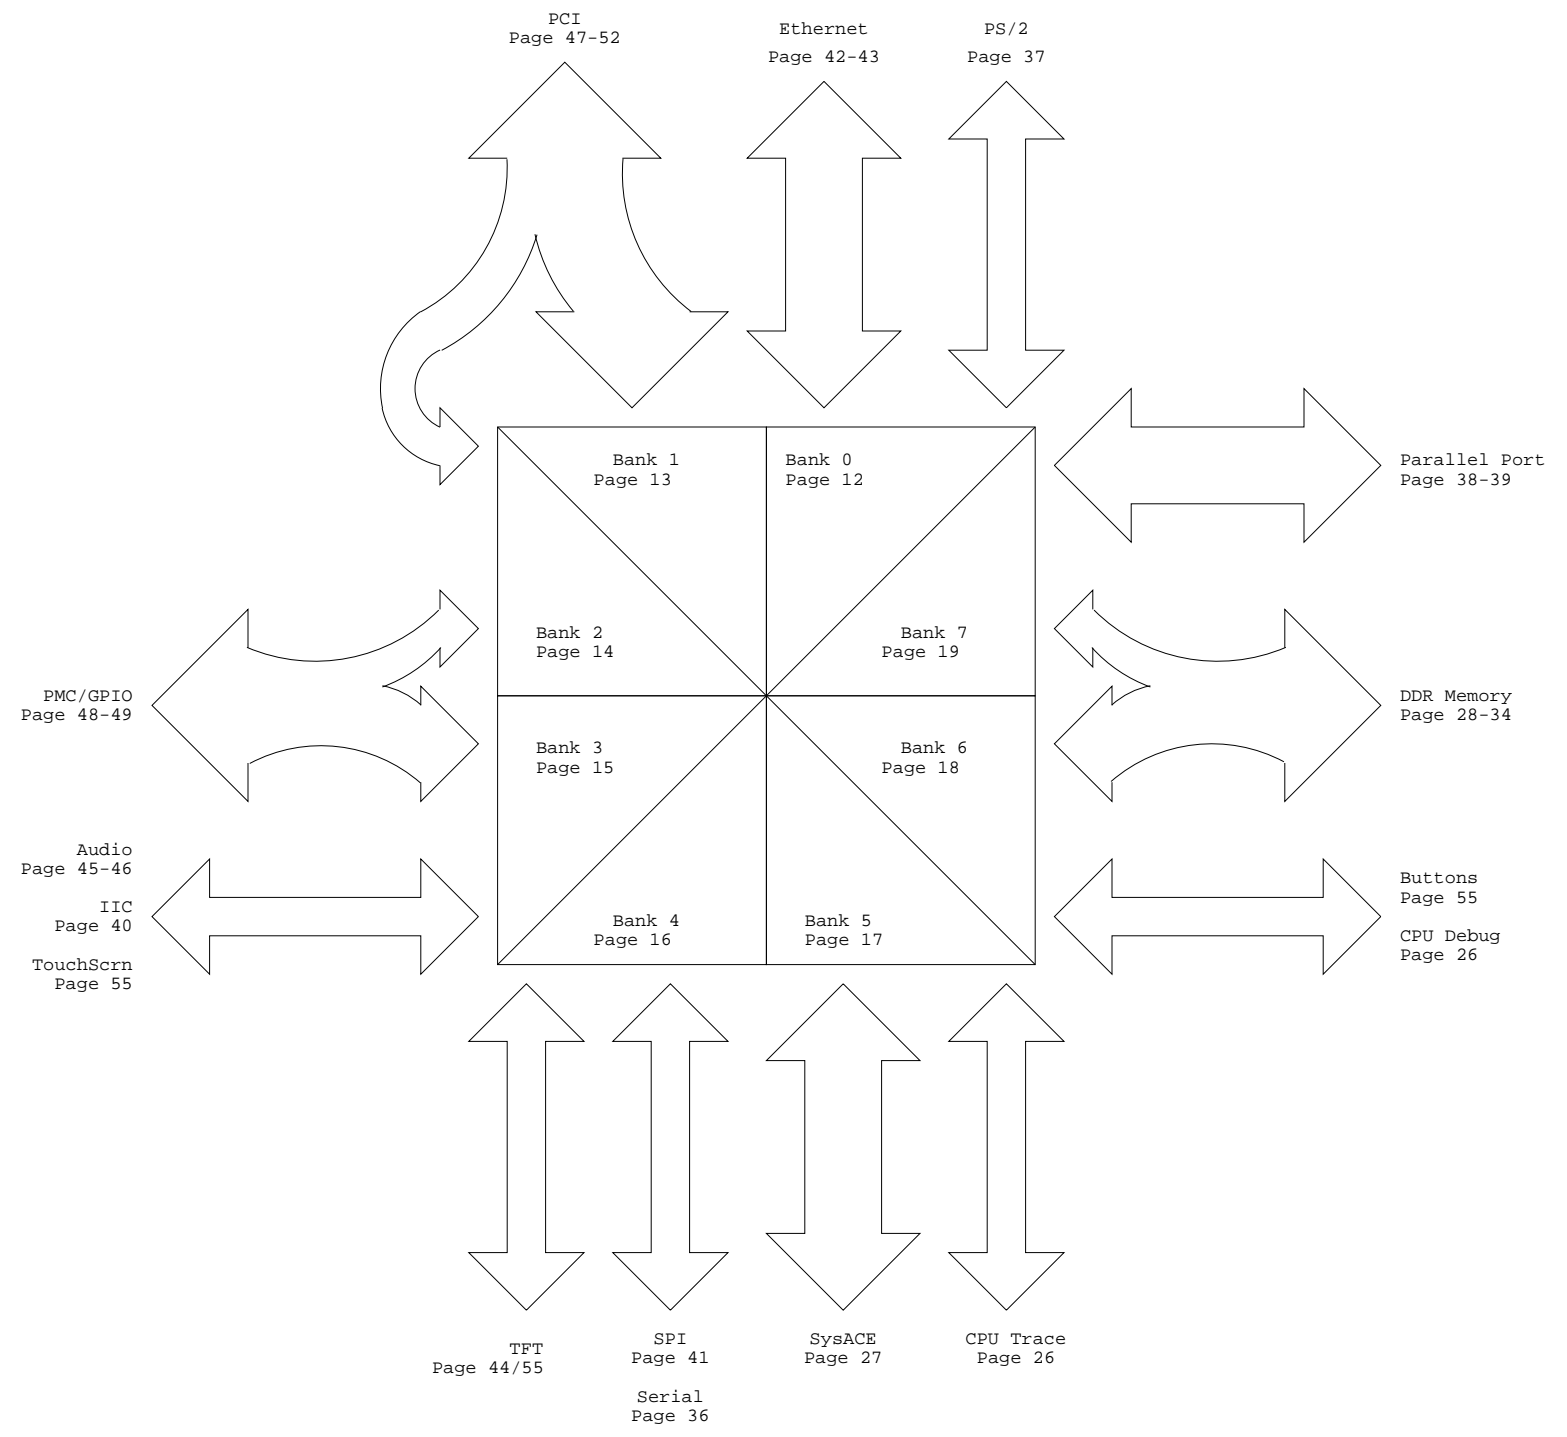 PCI
Page 47-52
Ethernet
Page 42-43
PS/2
Page 37
Bank 1
Page 13
Bank 0
Page 12
Parallel Port
Page 38-39
Bank 2
Page 14
Bank 7
Page 19
PMC/GPIO
Page 48-49
DDR Memory
Page 28-34
Bank 3
Page 15
Bank 6
Page 18
Audio
Page 45-46
IIC
Page 40
TouchScrn
Page 55
Buttons
Page 55
CPU Debug
Page 26
Bank 4
Page 16
Bank 5
Page 17
TFT
Page 44/55
SPI
Page 41
Serial
Page 36
SysACE
Page 27
CPU Trace
Page 26